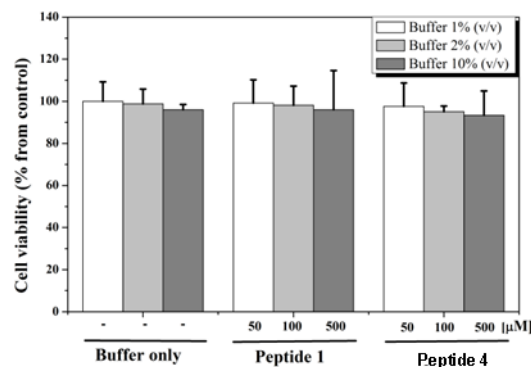 Cell viability (% from control)
140
120
100
80
60
40
20
0
Buffer 1% (v/v)
Buffer 2% (v/v)
Buffer 10% (v/v)
- - - 50 100 500 50 100 500 [µM]
Buffer only Peptide 1 Peptide 4